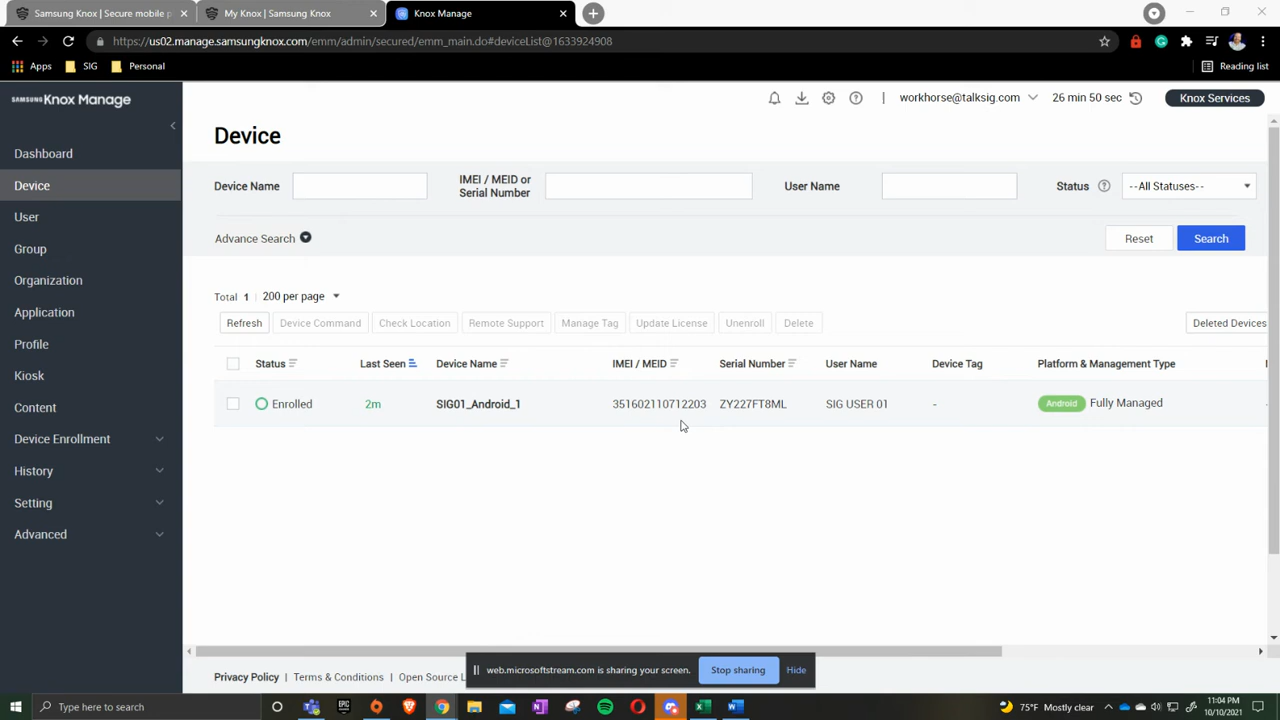 Samsung Knox | Secure mobile p
My Knox | Samsung Knox
Knox Manage
https://us02.manage.samsungknox.com/emm/admin/secured/emm_main.do#deviceList@1633924908
Apps SIG Personal Reading list
SAMSUNG Knox Manage
workhorse@talksig.com 26 min 50 sec Knox Services
Dashboard
Device
User
Group
Organization
Application
Profile
Kiosk
Content
Device Enrollment
History
Setting
Advanced
Device
Device Name
IMEI / MEID or
Serial Number
User Name
Status --All Statuses--
Advance Search
Reset Search
Total 1 200 per page
Refresh Device Command Check Location Remote Support Manage Tag Update License Unenroll Delete Deleted Devices
Status Last Seen Device Name IMEI / MEID Serial Number User Name Device Tag Platform & Management Type
Enrolled 2m SIG01_Android_1 351602110712203 ZY227FT8ML SIG USER 01 - Android Fully Managed -
web.microsoftstream.com is sharing your screen. Stop sharing Hide
Privacy Policy | Terms & Conditions | Open Source L
Type here to search
75°F Mostly clear
11:04 PM
10/10/2021